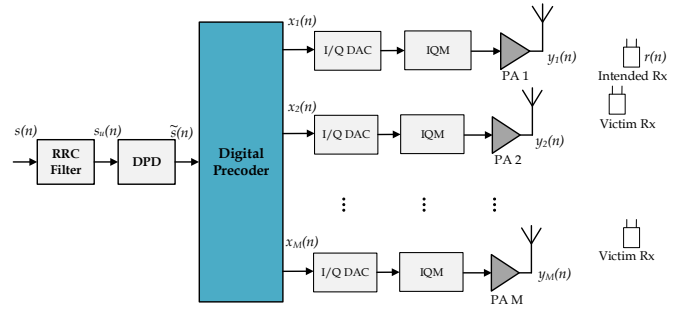 x1(n)
I/Q DAC
IQM
PA 1
y1(n)
r(n)
Intended Rx
Victim Rx
x2(n)
I/Q DAC
IQM
PA 2
y2(n)
s(n)
su(n)
s̃(n)
RRC
Filter
DPD
Digital
Precoder
xM(n)
I/Q DAC
IQM
PA M
yM(n)
Victim Rx